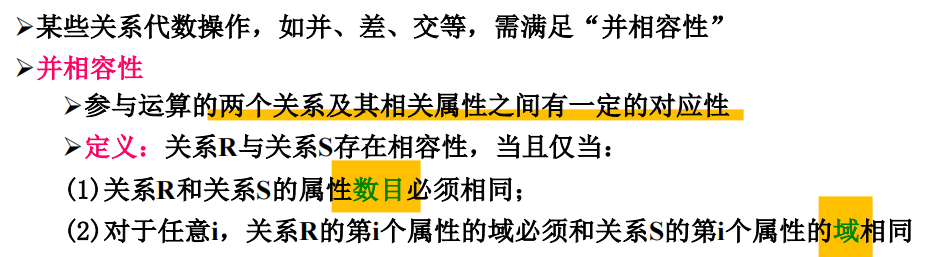 ➢某些关系代数操作，如并、差、交等，需满足“并相容性”
➢并相容性
➢参与运算的两个关系及其相关属性之间有一定的对应性
➢定义：关系R与关系S存在相容性，当且仅当：
(1)关系R和关系S的属性数目必须相同；
(2)对于任意i，关系R的第i个属性的域必须和关系S的第i个属性的域相同